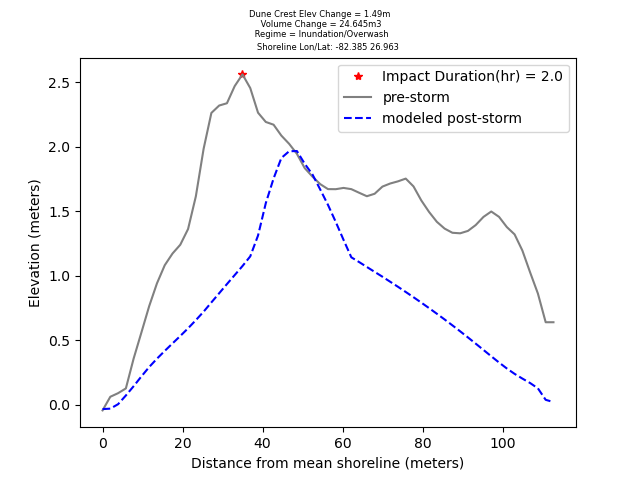 Dune Crest Elev Change = 1.49m
Volume Change = 24.645m3
Regime = Inundation/Overwash
Shoreline Lon/Lat: -82.385 26.963
Impact Duration(hr) = 2.0
pre-storm
modeled post-storm
2.5
2.0
1.5
1.0
0.5
0.0
Elevation (meters)
0 20 40 60 80 100
Distance from mean shoreline (meters)